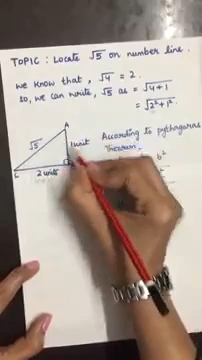 TOPIC: Locate √5 on number line.
we know that, √4 = 2.
so, we can write, √5 as = √4+1
= √2²+1².
A
√5
1 unit
According to pythagoras
Theorem.
b²
C
2 units